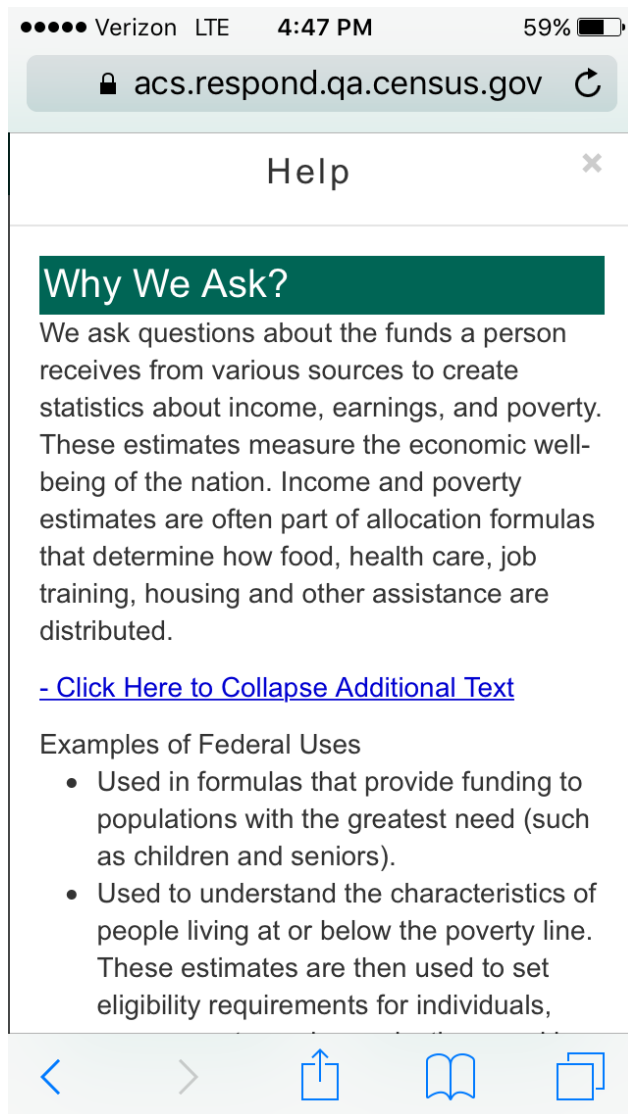 Verizon LTE 4:47 PM 59%
acs.respond.qa.census.gov
Help ×
Why We Ask?
We ask questions about the funds a person
receives from various sources to create
statistics about income, earnings, and poverty.
These estimates measure the economic well-
being of the nation. Income and poverty
estimates are often part of allocation formulas
that determine how food, health care, job
training, housing and other assistance are
distributed.
- Click Here to Collapse Additional Text
Examples of Federal Uses
• Used in formulas that provide funding to
populations with the greatest need (such
as children and seniors).
• Used to understand the characteristics of
people living at or below the poverty line.
These estimates are then used to set
eligibility requirements for individuals,